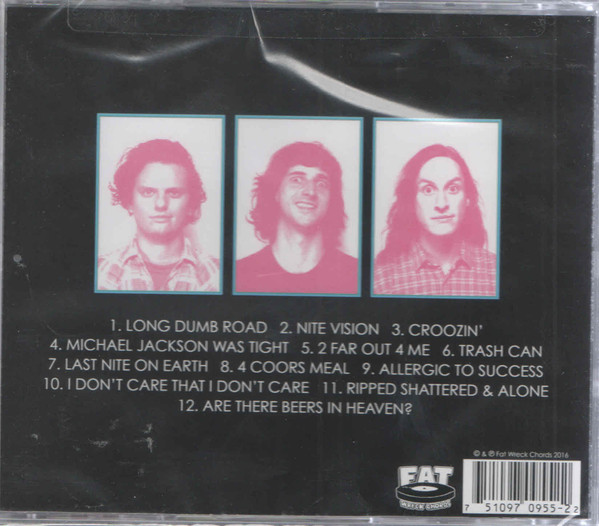 1. LONG DUMB ROAD 2. NITE VISION 3. CROOZIN'
4. MICHAEL JACKSON WAS TIGHT 5. 2 FAR OUT 4 ME 6. TRASH CAN
7. LAST NITE ON EARTH 8. 4 COORS MEAL 9. ALLERGIC TO SUCCESS
10. I DON'T CARE THAT I DON'T CARE 11. RIPPED SHATTERED & ALONE
12. ARE THERE BEERS IN HEAVEN?
© & ℗ Fat Wreck Chords 2016
FAT
WRECK CHORDS
7 51097 0955-2 2